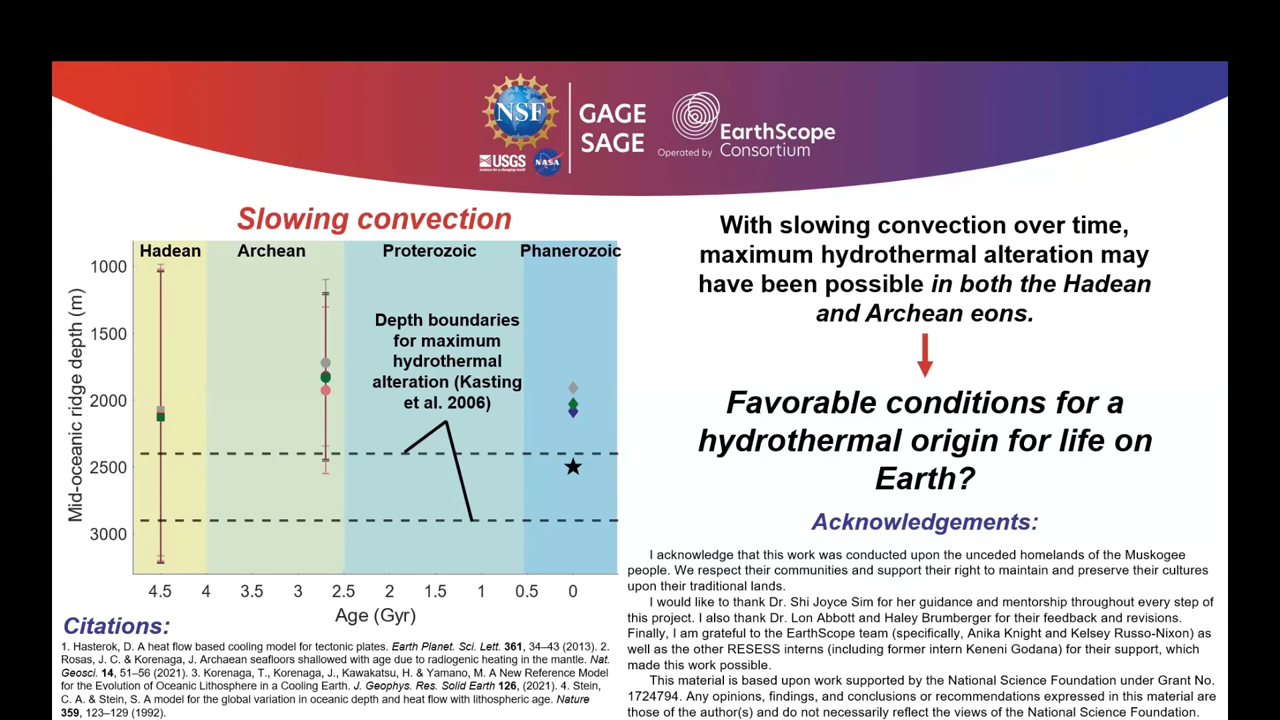 NSF
GAGE
SAGE
USGS
science for a changing world
NASA
Operated by
EarthScope
Consortium
Slowing convection
Hadean
Archean
Proterozoic
Phanerozoic
Mid-oceanic ridge depth (m)
1000
1500
2000
2500
3000
Depth boundaries
for maximum
hydrothermal
alteration (Kasting
et al. 2006)
4.5 4 3.5 3 2.5 2 1.5 1 0.5 0
Age (Gyr)
Citations:
1. Hasterok, D. A heat flow based cooling model for tectonic plates. Earth Planet. Sci. Lett. 361, 34–43 (2013). 2.
Rosas, J. C. & Korenaga, J. Archaean seafloors shallowed with age due to radiogenic heating in the mantle. Nat.
Geosci. 14, 51–56 (2021). 3. Korenaga, T., Korenaga, J., Kawakatsu, H. & Yamano, M. A New Reference Model
for the Evolution of Oceanic Lithosphere in a Cooling Earth. J. Geophys. Res. Solid Earth 126, (2021). 4. Stein,
C. A. & Stein, S. A model for the global variation in oceanic depth and heat flow with lithospheric age. Nature
359, 123–129 (1992).
With slowing convection over time,
maximum hydrothermal alteration may
have been possible in both the Hadean
and Archean eons.
Favorable conditions for a
hydrothermal origin for life on
Earth?
Acknowledgements:
I acknowledge that this work was conducted upon the unceded homelands of the Muskogee
people. We respect their communities and support their right to maintain and preserve their cultures
upon their traditional lands.
I would like to thank Dr. Shi Joyce Sim for her guidance and mentorship throughout every step of
this project. I also thank Dr. Lon Abbott and Haley Brumberger for their feedback and revisions.
Finally, I am grateful to the EarthScope team (specifically, Anika Knight and Kelsey Russo-Nixon) as
well as the other RESESS interns (including former intern Keneni Godana) for their support, which
made this work possible.
This material is based upon work supported by the National Science Foundation under Grant No.
1724794. Any opinions, findings, and conclusions or recommendations expressed in this material are
those of the author(s) and do not necessarily reflect the views of the National Science Foundation.